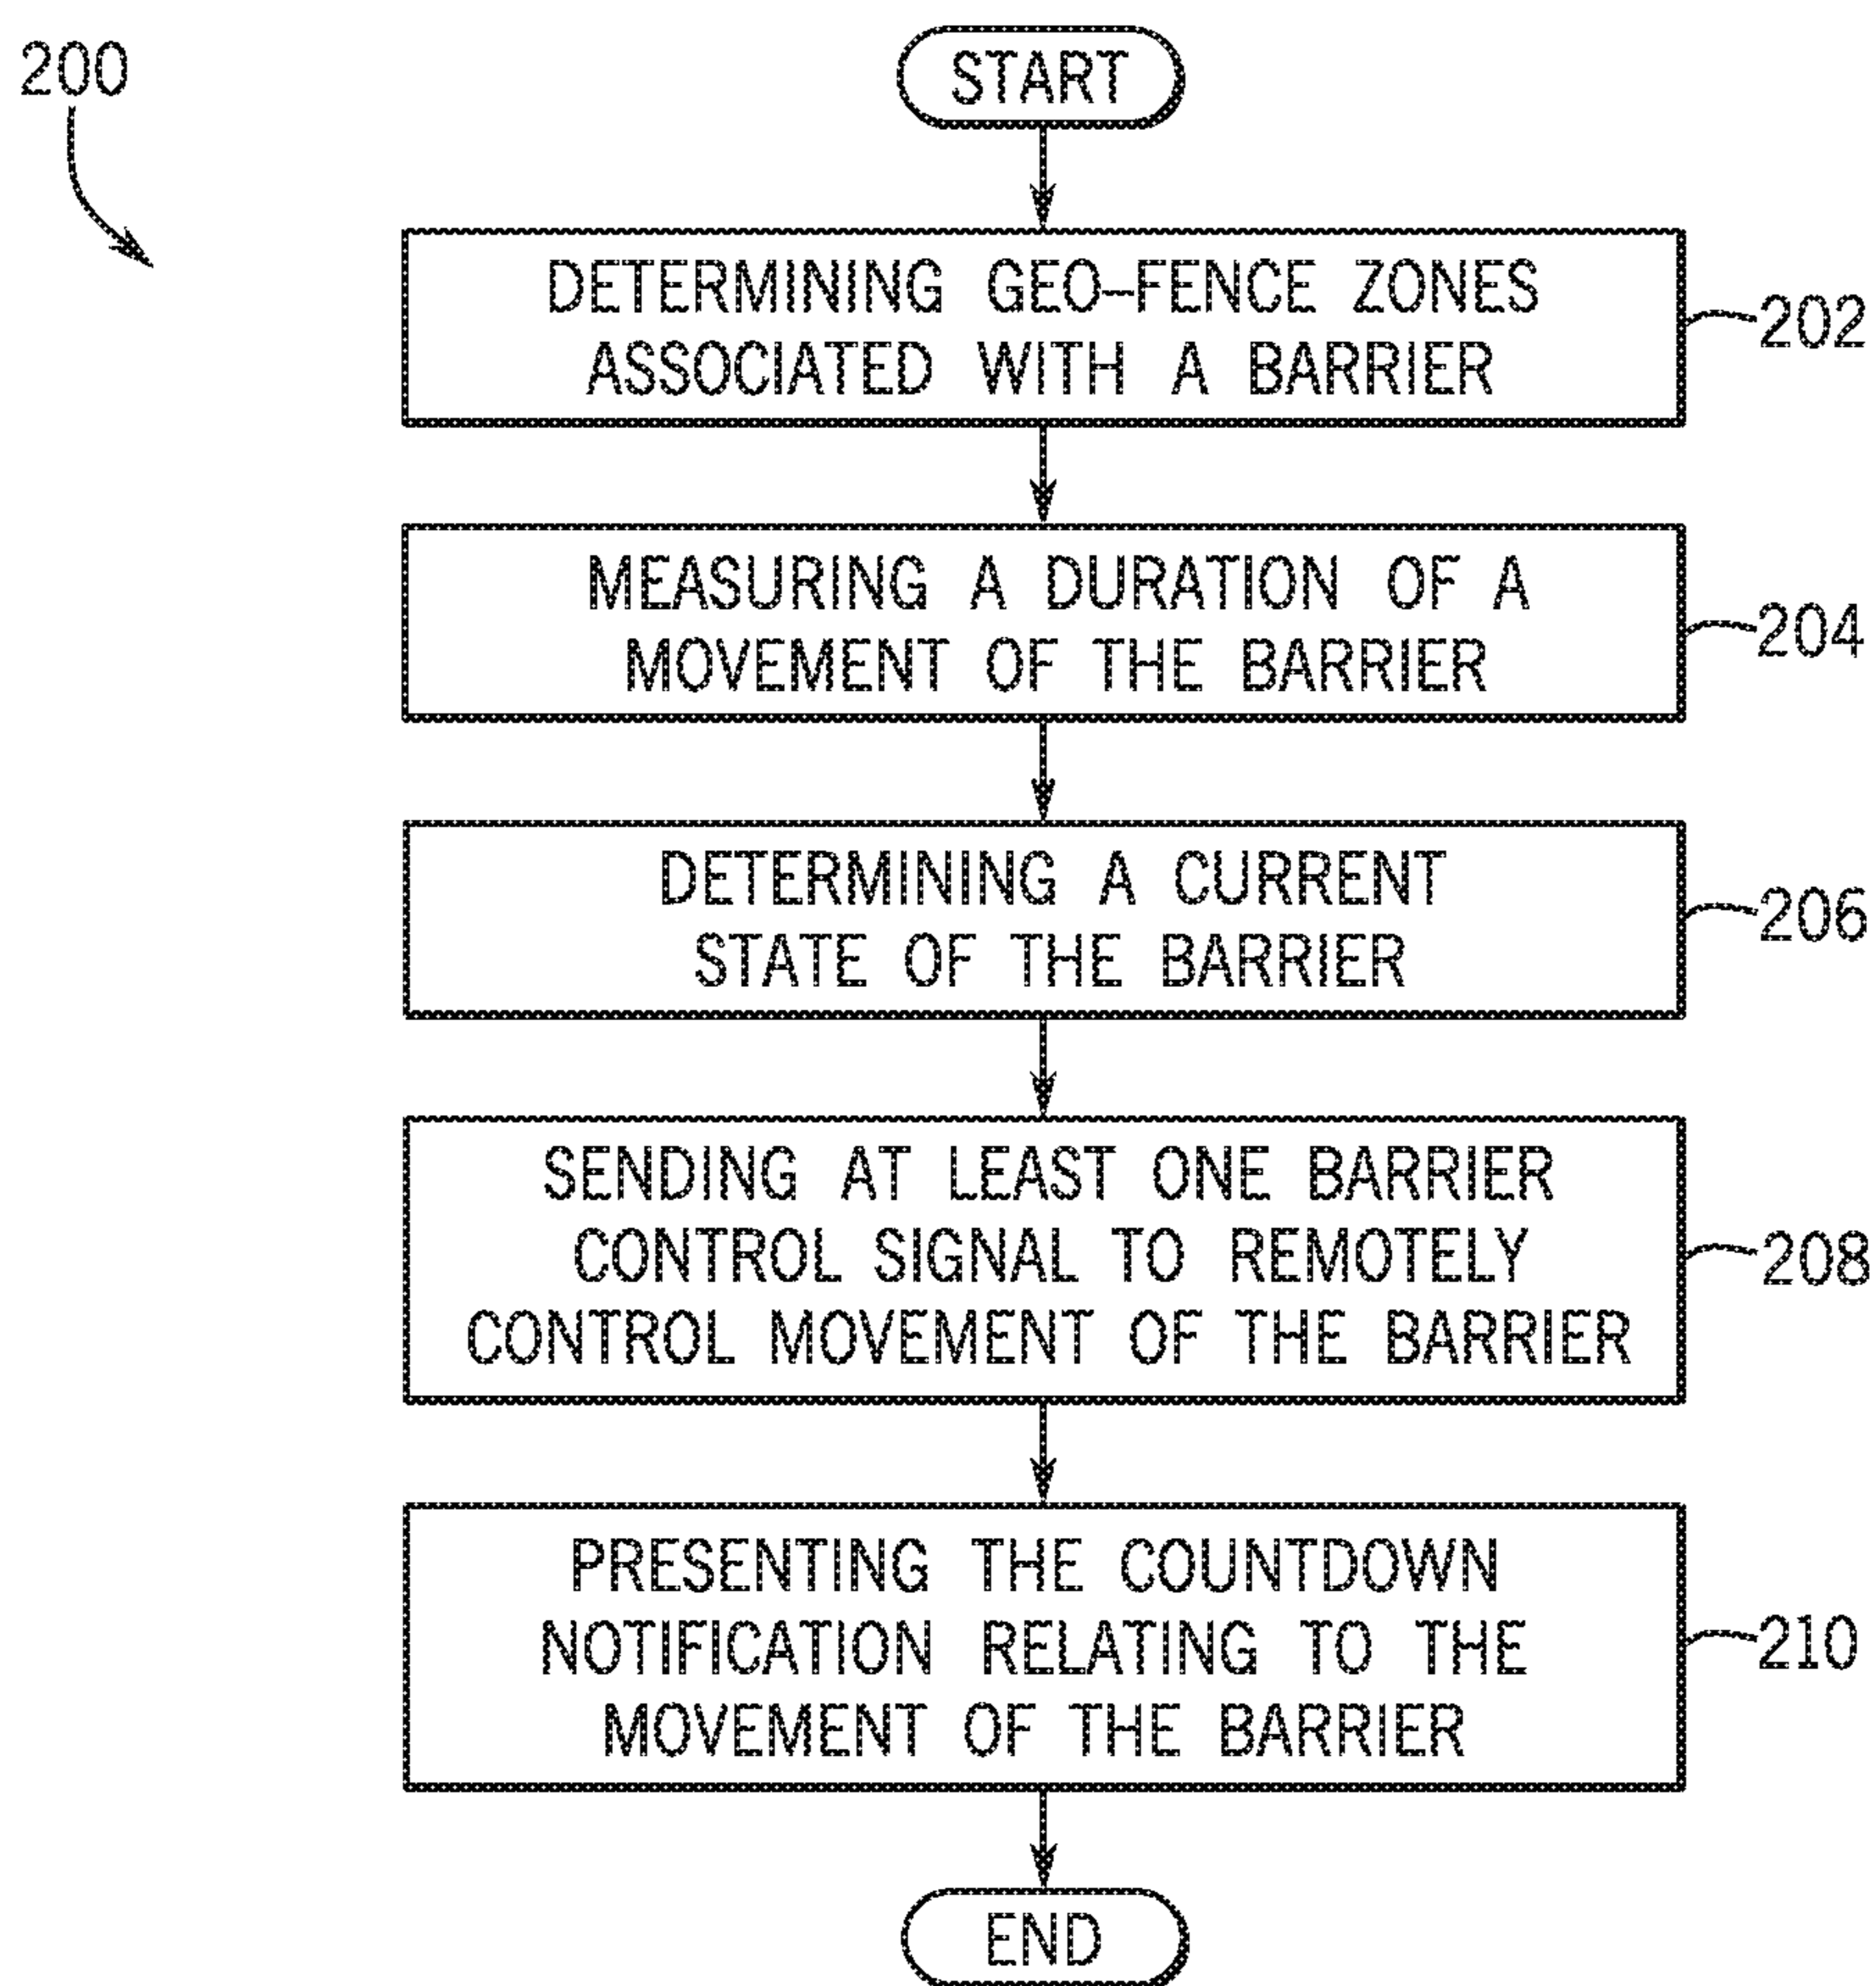 200
START
DETERMINING GEO-FENCE ZONES
ASSOCIATED WITH A BARRIER
202
MEASURING A DURATION OF A
MOVEMENT OF THE BARRIER
204
DETERMINING A CURRENT
STATE OF THE BARRIER
206
SENDING AT LEAST ONE BARRIER
CONTROL SIGNAL TO REMOTELY
CONTROL MOVEMENT OF THE BARRIER
208
PRESENTING THE COUNTDOWN
NOTIFICATION RELATING TO THE
MOVEMENT OF THE BARRIER
210
END